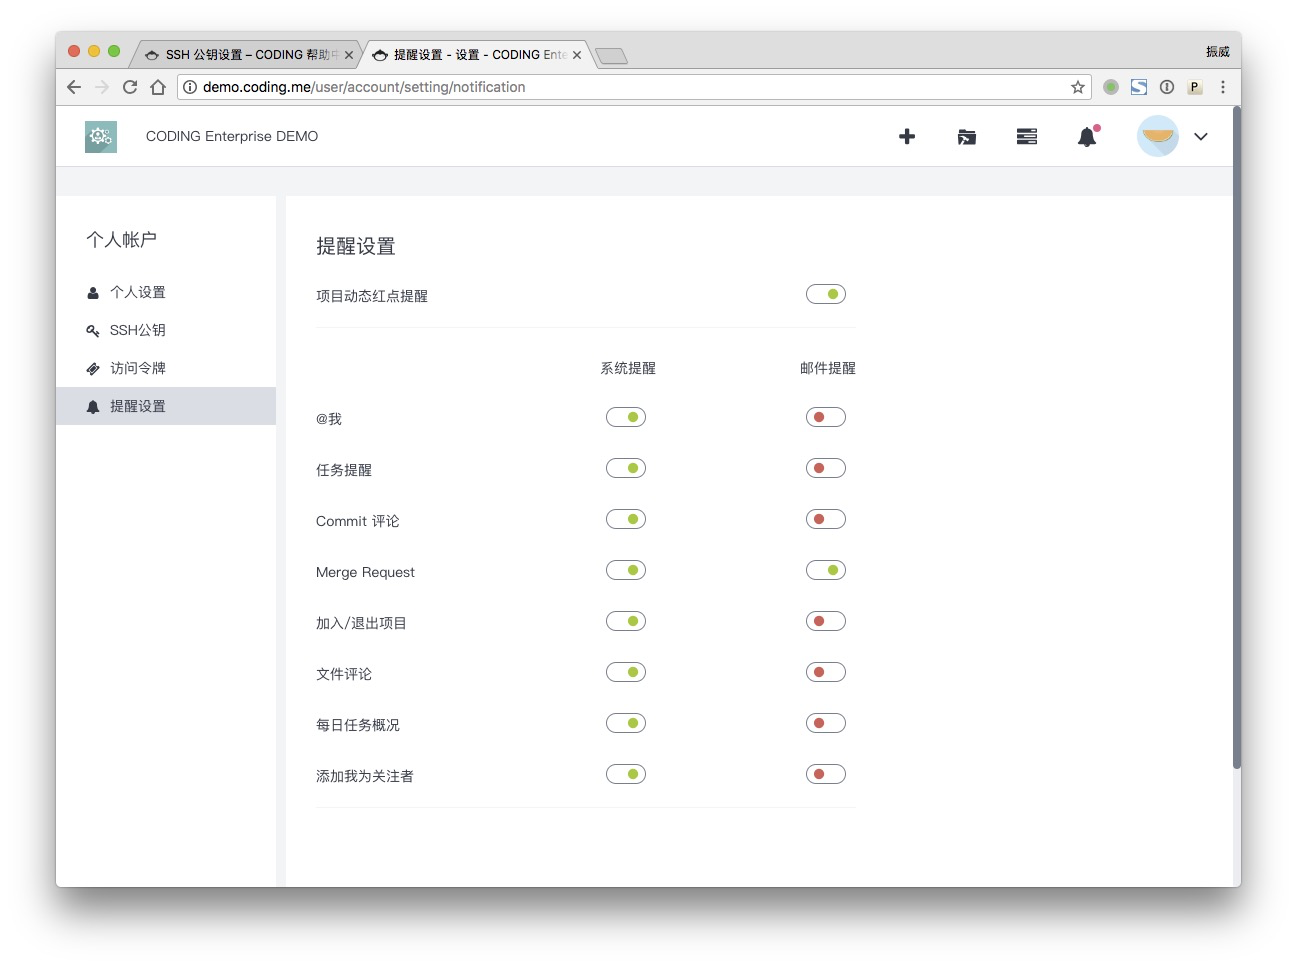 SSH 公钥设置 – CODING 帮助中
提醒设置 - 设置 - CODING Ente
振威
demo.coding.me/user/account/setting/notification
P
CODING Enterprise DEMO
个人帐户
个人设置
SSH公钥
访问令牌
提醒设置
提醒设置
项目动态红点提醒
系统提醒 邮件提醒
@我
任务提醒
Commit 评论
Merge Request
加入/退出项目
文件评论
每日任务概况
添加我为关注者